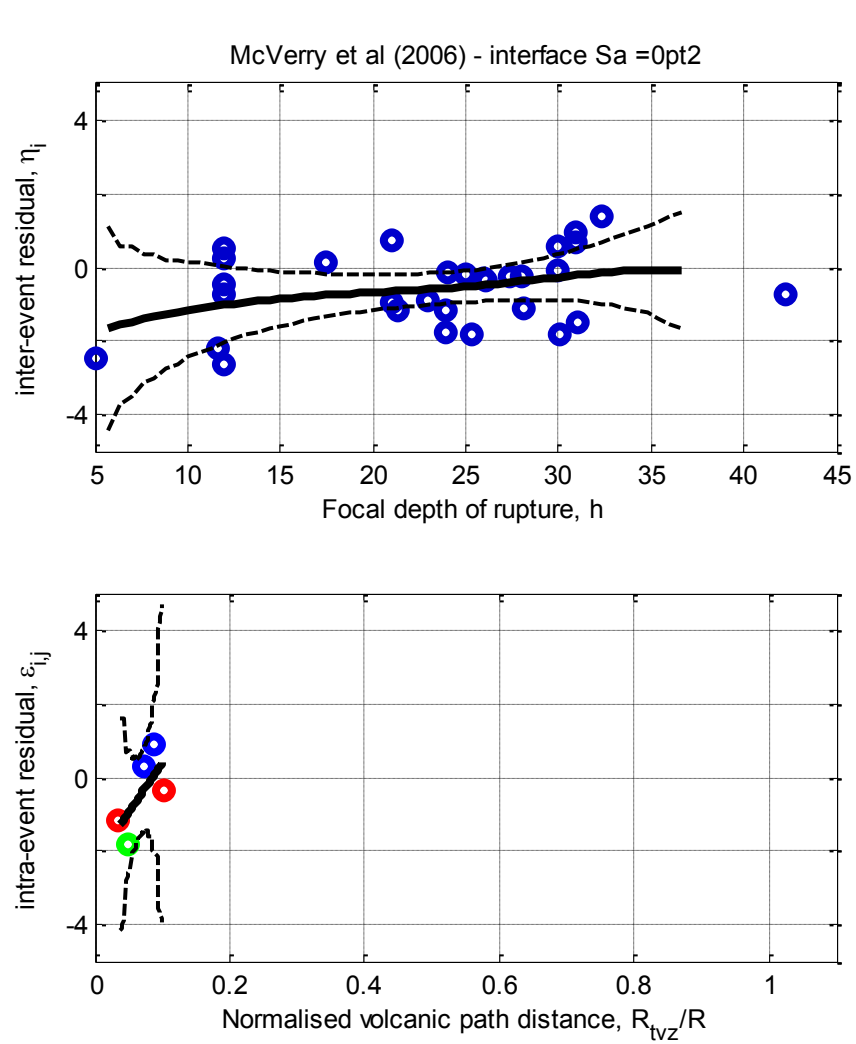 McVerry et al (2006) - interface Sa =0pt2
inter-event residual, η_i
4
0
-4
5 10 15 20 25 30 35 40 45
Focal depth of rupture, h
intra-event residual, ε_i,j
4
0
-4
0 0.2 0.4 0.6 0.8 1
Normalised volcanic path distance, R_tvz/R